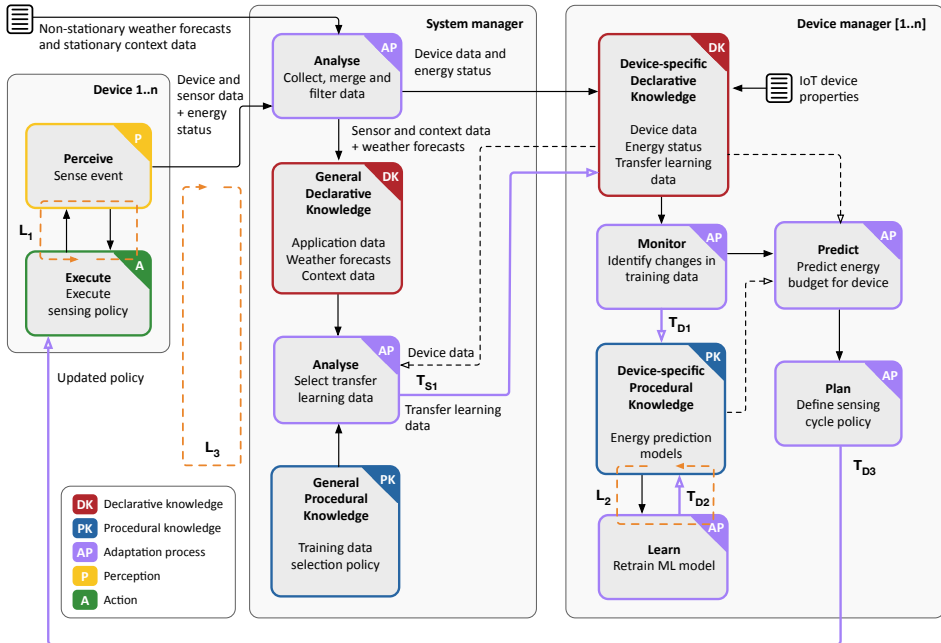 Non-stationary weather forecasts
and stationary context data
System manager
Device manager [1..n]
Analyse
AP
Collect, merge and
filter data
Device data and
energy status
Device-specific
DK
Declarative
Knowledge
Device data
Energy status
Transfer learning
data
IoT device
properties
Device 1..n
Device and
sensor data
+ energy
status
Perceive
P
Sense event
L1
Execute
A
Execute
sensing policy
Sensor and context data
+ weather forecasts
General
DK
Declarative
Knowledge
Application data
Weather forecasts
Context data
Monitor
AP
Identify changes in
training data
Predict
AP
Predict energy
budget for device
TD1
Updated policy
Analyse
AP
Select transfer
learning data
Device data
TS1
Transfer learning
data
Device-specific
PK
Procedural
Knowledge
Energy prediction
models
Plan
AP
Define sensing
cycle policy
L3
TD3
General
PK
Procedural
Knowledge
Training data
selection policy
L2
TD2
Learn
AP
Retrain ML model
DK Declarative knowledge
PK Procedural knowledge
AP Adaptation process
P Perception
A Action